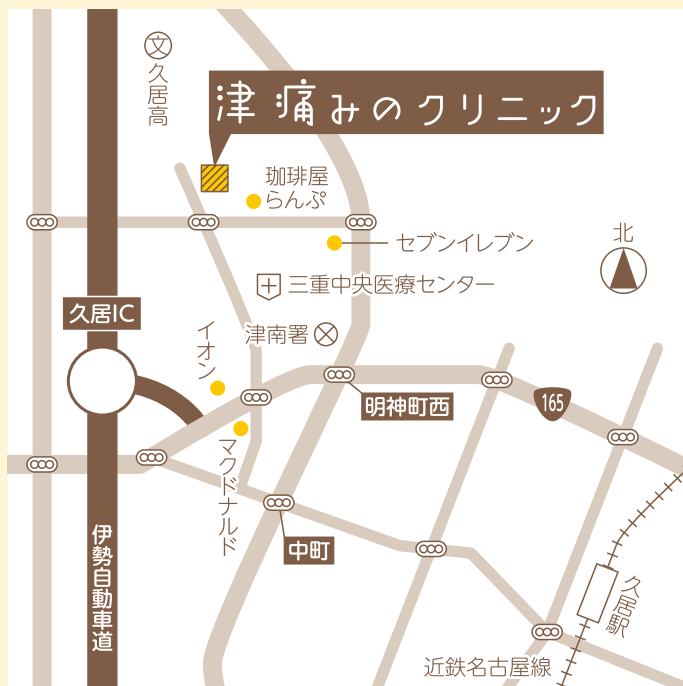 文
久居高
津 痛みのクリニック
珈琲屋
らんぷ
セブンイレブン
北
三重中央医療センター
久居IC
イオン
津南署
165
明神町西
マクドナルド
中町
伊勢自動車道
久居駅
近鉄名古屋線